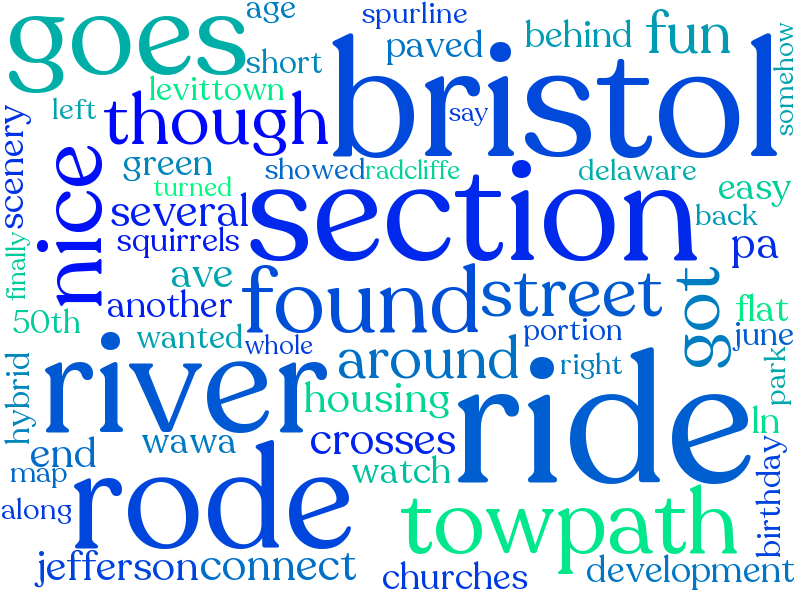 age
spurline
goes
short
paved
behind
fun
bristol
somehow
levittown
left
though
say
scenery
green
showed
radcliffe
delaware
turned
easy
nice
several
section
back
squirrels
pa
finally
ave
found
street
got
another
flat
50th
wanted
whole
portion
june
river
around
right
park
hybrid
ride
housing
ln
wawa
crosses
end
watch
map
rode
birthday
along
towpath
jefferson
connect
churches
development